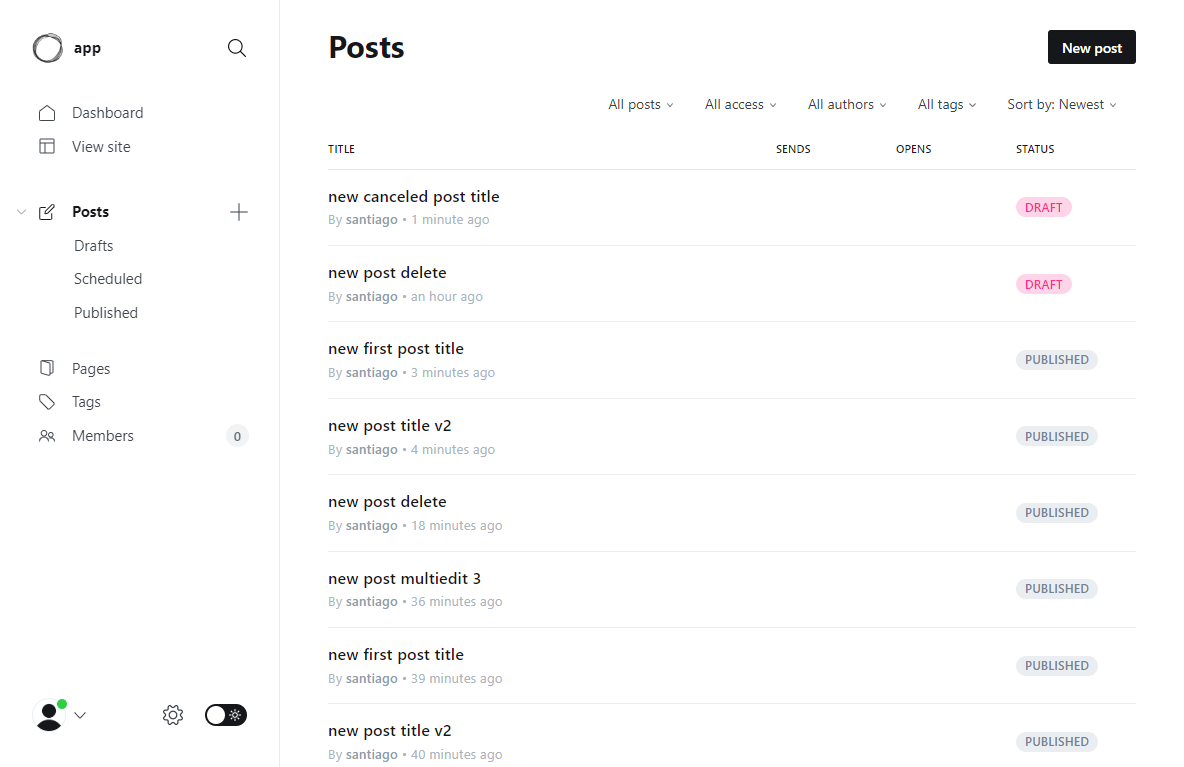 app
Dashboard
View site
Posts
Drafts
Scheduled
Published
Pages
Tags
Members 0
Posts
New post
All posts All access All authors All tags Sort by: Newest
TITLE SENDS OPENS STATUS
new canceled post title
By santiago • 1 minute ago
DRAFT
new post delete
By santiago • an hour ago
DRAFT
new first post title
By santiago • 3 minutes ago
PUBLISHED
new post title v2
By santiago • 4 minutes ago
PUBLISHED
new post delete
By santiago • 18 minutes ago
PUBLISHED
new post multiedit 3
By santiago • 36 minutes ago
PUBLISHED
new first post title
By santiago • 39 minutes ago
PUBLISHED
new post title v2
By santiago • 40 minutes ago
PUBLISHED